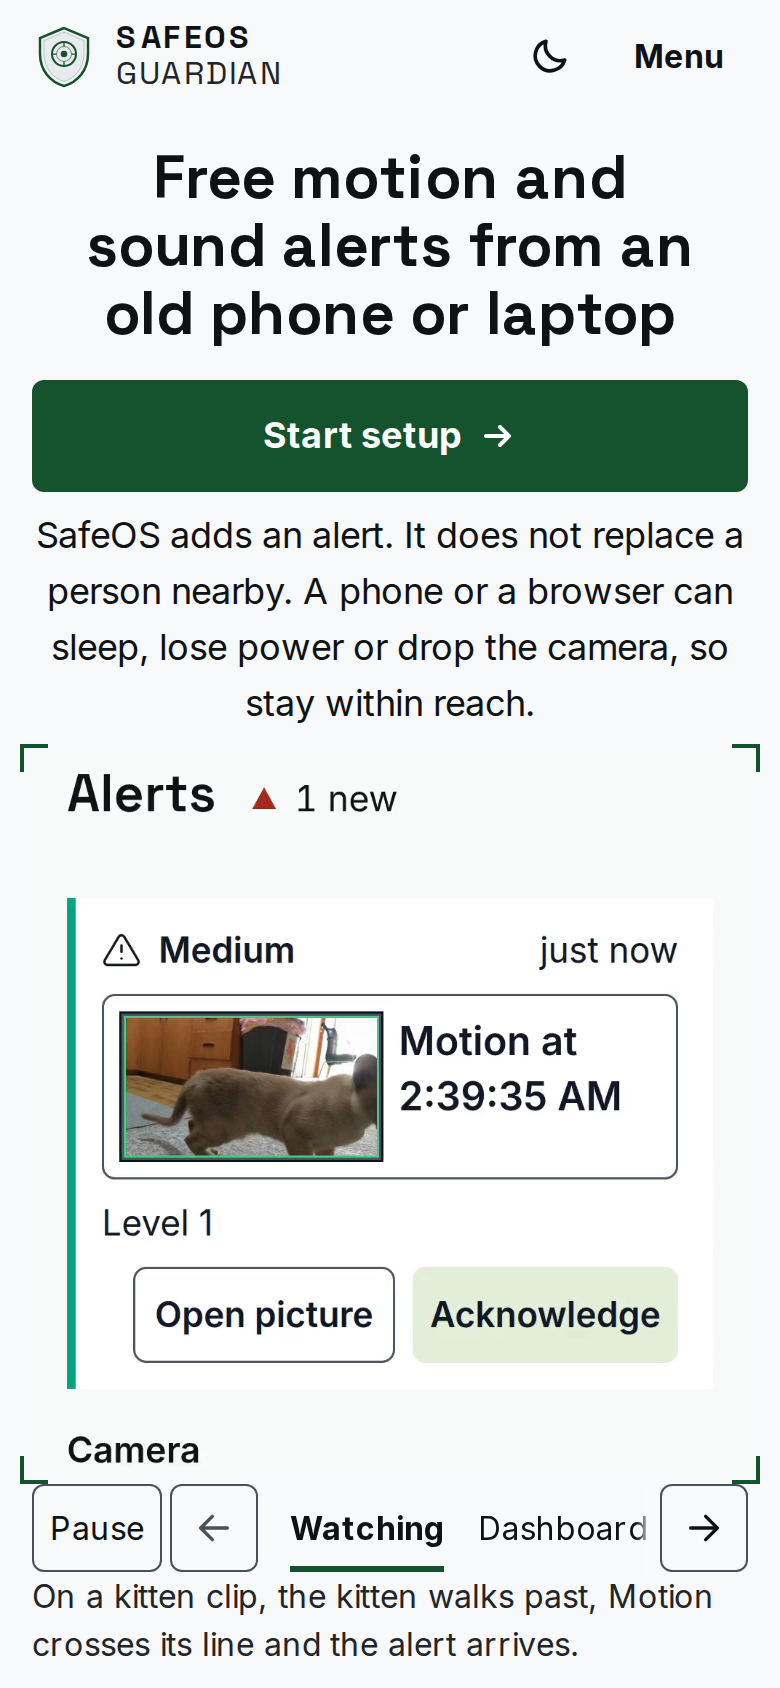 SAFEOS
GUARDIAN
Menu
Free motion and
sound alerts from an
old phone or laptop
Start setup →
SafeOS adds an alert. It does not replace a
person nearby. A phone or a browser can
sleep, lose power or drop the camera, so
stay within reach.
Alerts ▲ 1 new
Medium just now
Motion at
2:39:35 AM
Level 1
Open picture Acknowledge
Camera
Pause ← Watching Dashboard →
On a kitten clip, the kitten walks past, Motion
crosses its line and the alert arrives.